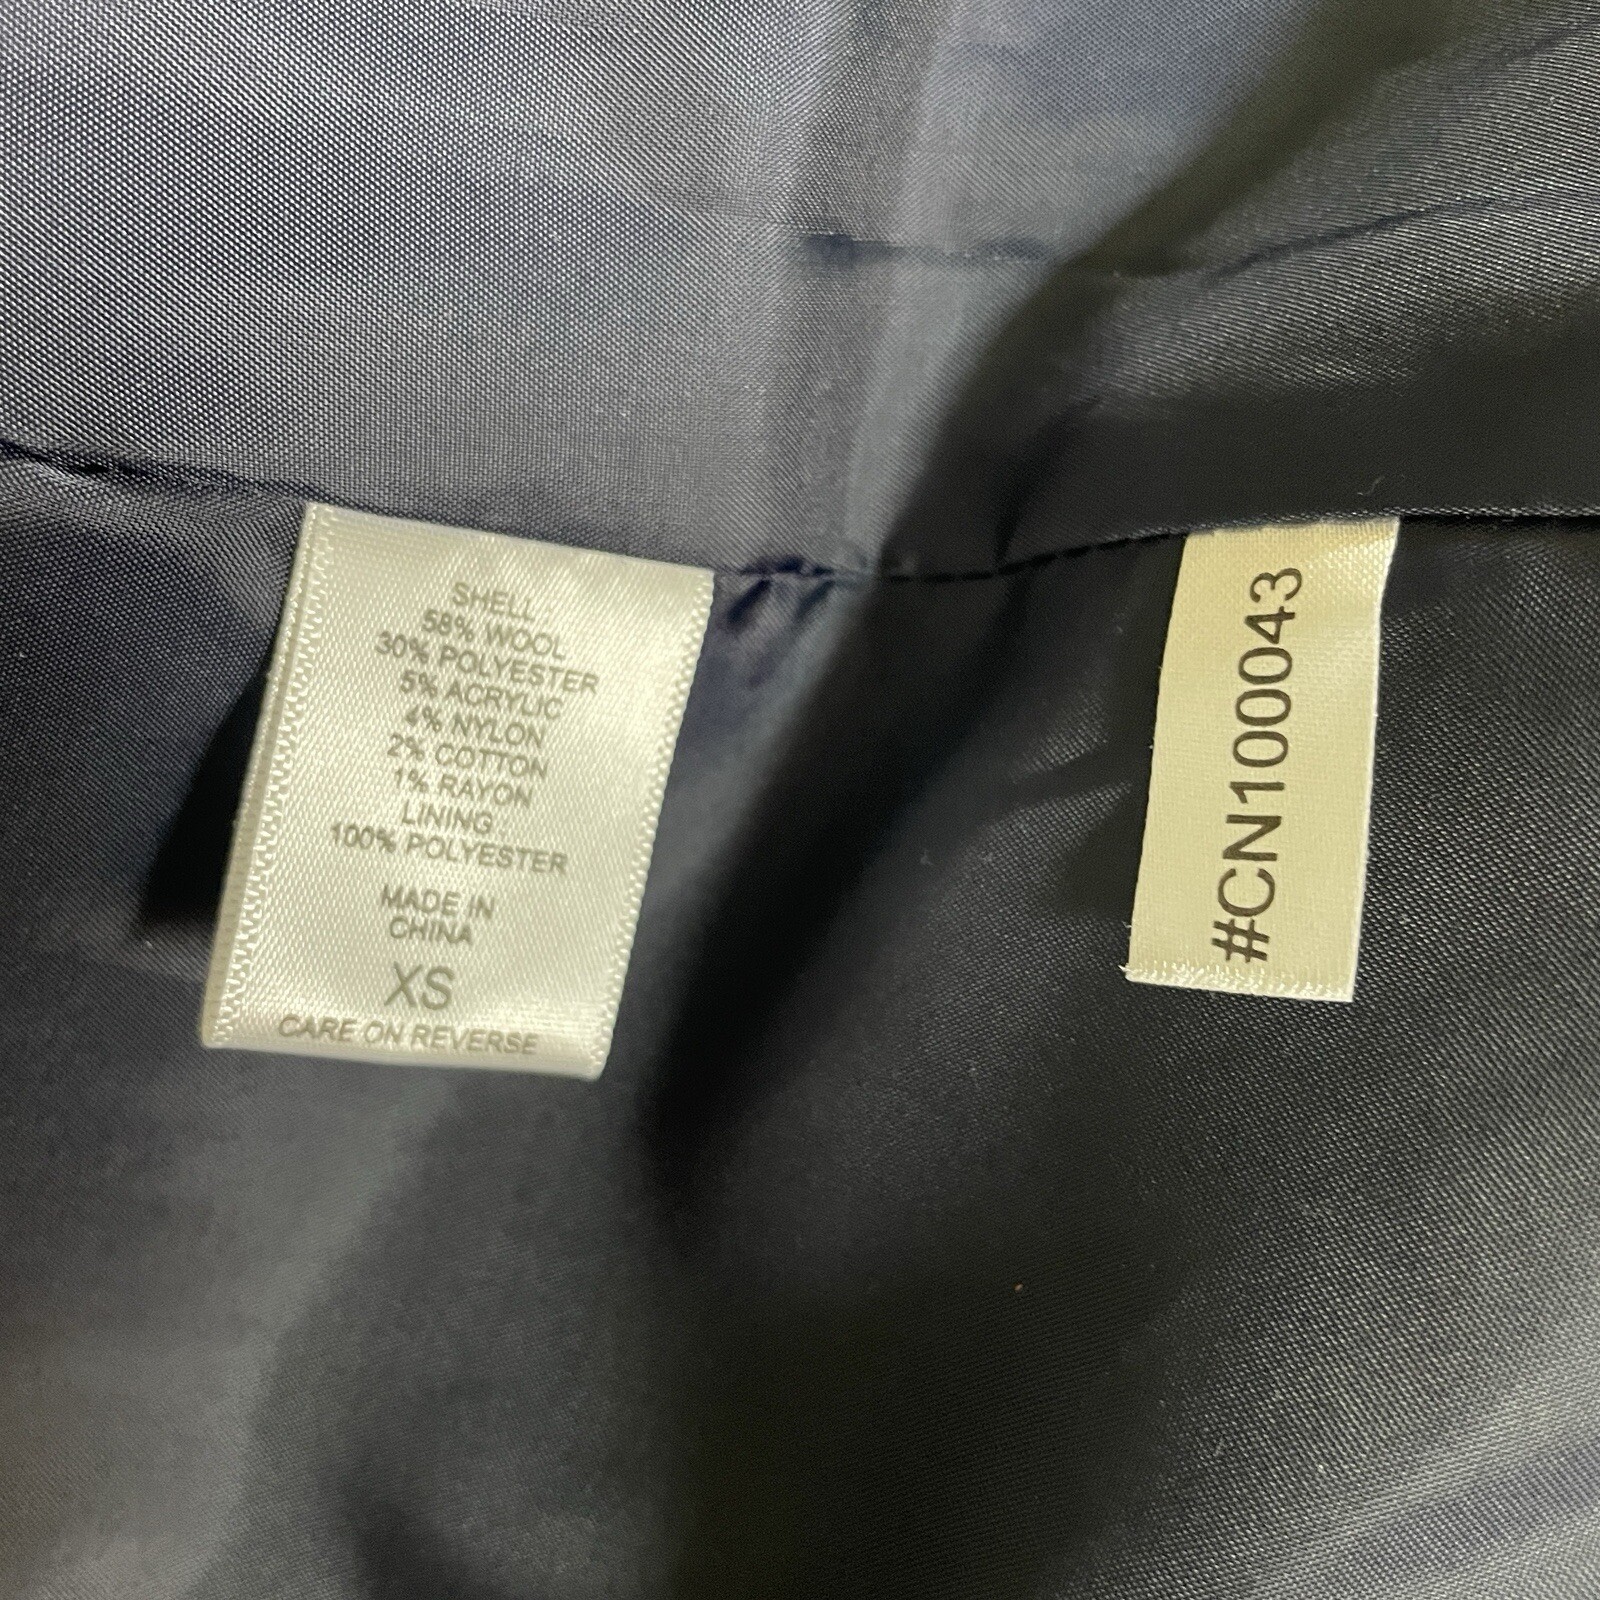 SHELL
58% WOOL
30% POLYESTER
5% ACRYLIC
4% NYLON
2% COTTON
1% RAYON
LINING :
100% POLYESTER
MADE IN
CHINA
XS
CARE ON REVERSE
#CN100043